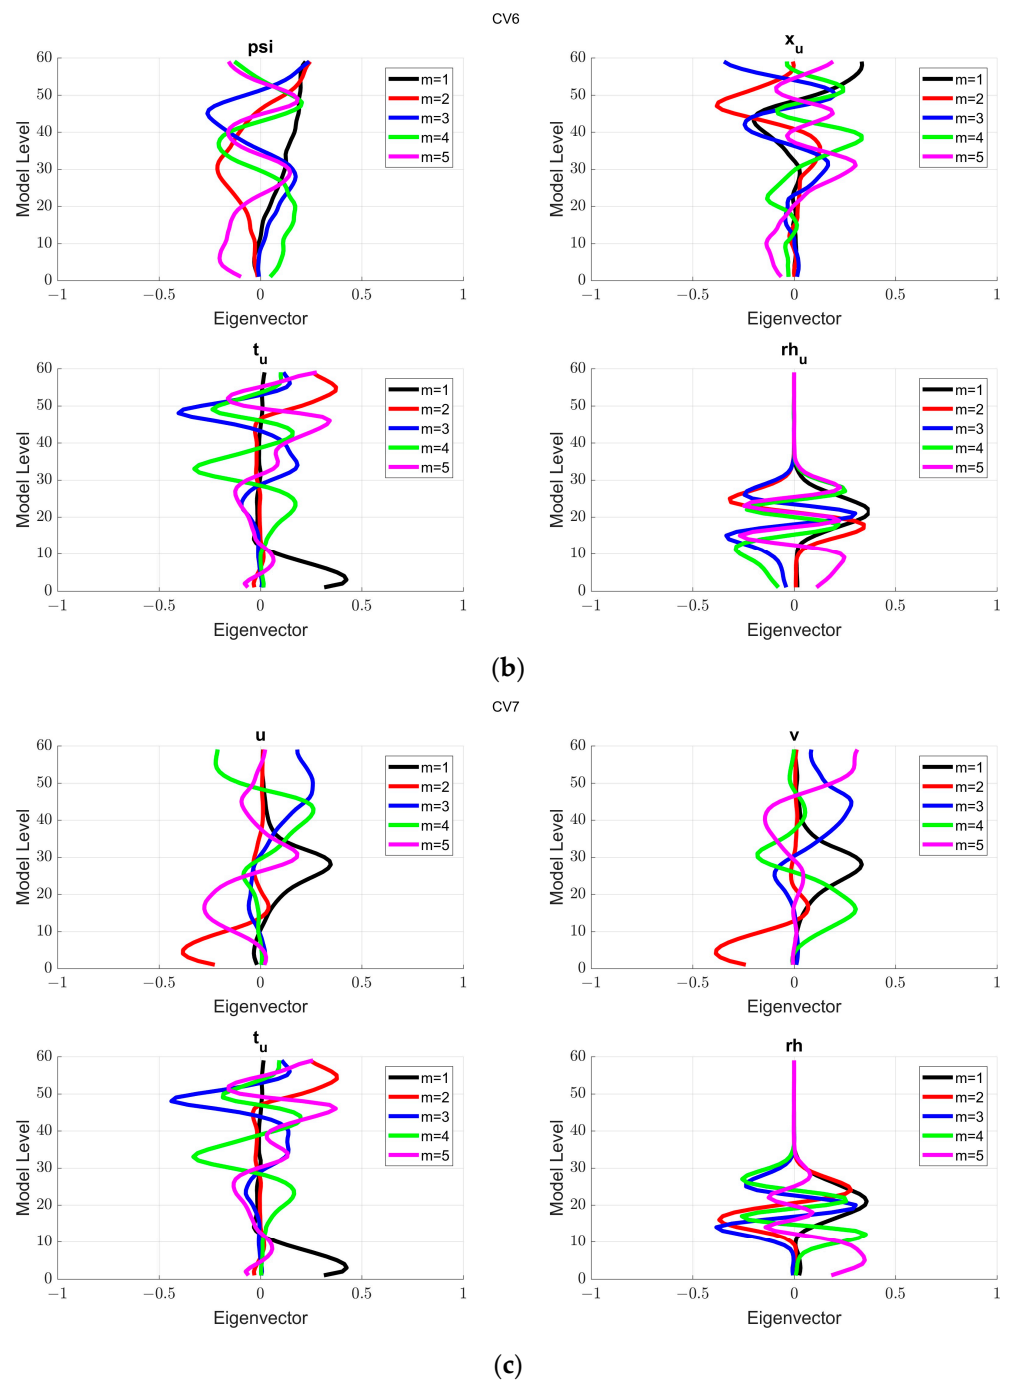 CV6
psi
x_u
60
50
40
30
20
10
0
Model Level
m=1
m=2
m=3
m=4
m=5
60
50
40
30
20
10
0
Model Level
m=1
m=2
m=3
m=4
m=5
−1 −0.5 0 0.5 1
−1 −0.5 0 0.5 1
Eigenvector
Eigenvector
t_u
rh_u
60
50
40
30
20
10
0
Model Level
m=1
m=2
m=3
m=4
m=5
60
50
40
30
20
10
0
Model Level
m=1
m=2
m=3
m=4
m=5
−1 −0.5 0 0.5 1
−1 −0.5 0 0.5 1
Eigenvector
Eigenvector
(b)
CV7
u
v
60
50
40
30
20
10
0
Model Level
m=1
m=2
m=3
m=4
m=5
60
50
40
30
20
10
0
Model Level
m=1
m=2
m=3
m=4
m=5
−1 −0.5 0 0.5 1
−1 −0.5 0 0.5 1
Eigenvector
Eigenvector
t_u
rh
60
50
40
30
20
10
0
Model Level
m=1
m=2
m=3
m=4
m=5
60
50
40
30
20
10
0
Model Level
m=1
m=2
m=3
m=4
m=5
−1 −0.5 0 0.5 1
−1 −0.5 0 0.5 1
Eigenvector
Eigenvector
(c)